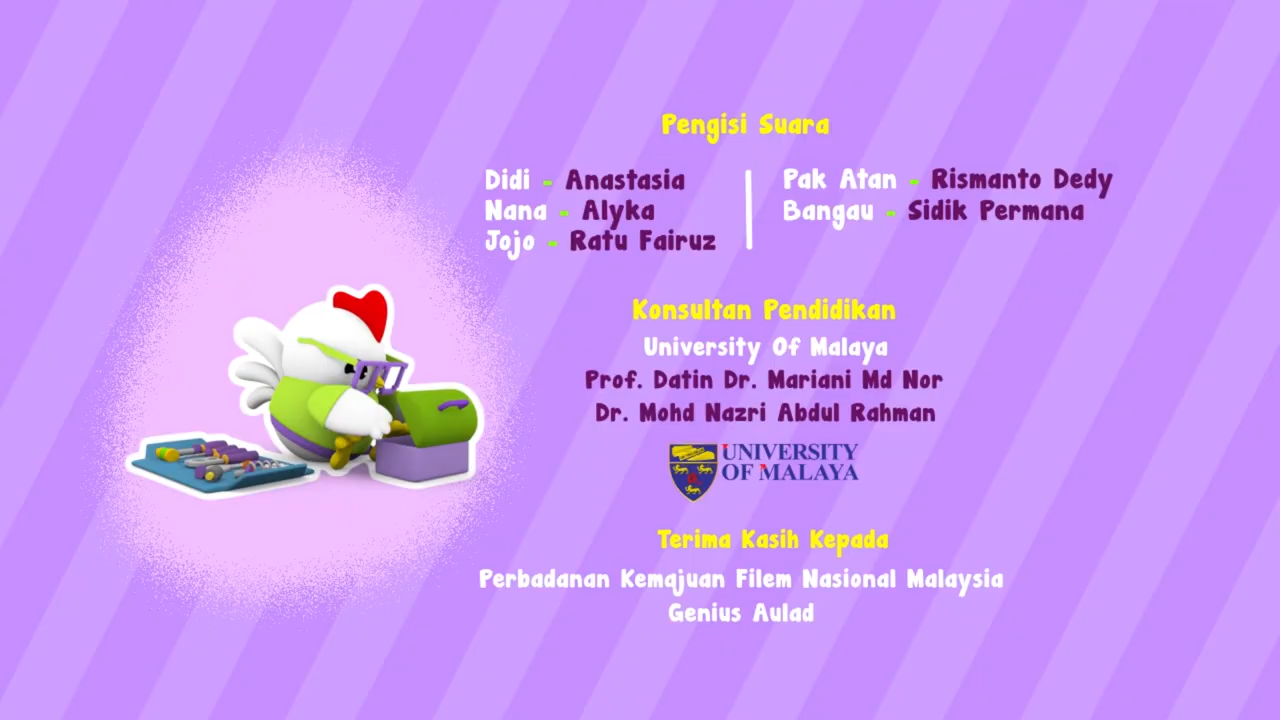 Pengisi Suara
Didi - Anastasia
Nana - Alyka
Jojo - Ratu Fairuz
Pak Atan - Rismanto Dedy
Bangau - Sidik Permana
Konsultan Pendidikan
University Of Malaya
Prof. Datin Dr. Mariani Md Nor
Dr. Mohd Nazri Abdul Rahman
UNIVERSITY
OF MALAYA
Terima Kasih Kepada
Perbadanan Kemajuan Filem Nasional Malaysia
Genius Aulad